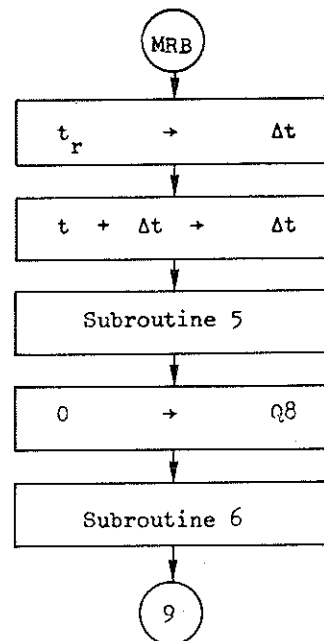 MRB
t_r → Δt
t + Δt → Δt
Subroutine 5
0 → Q8
Subroutine 6
9